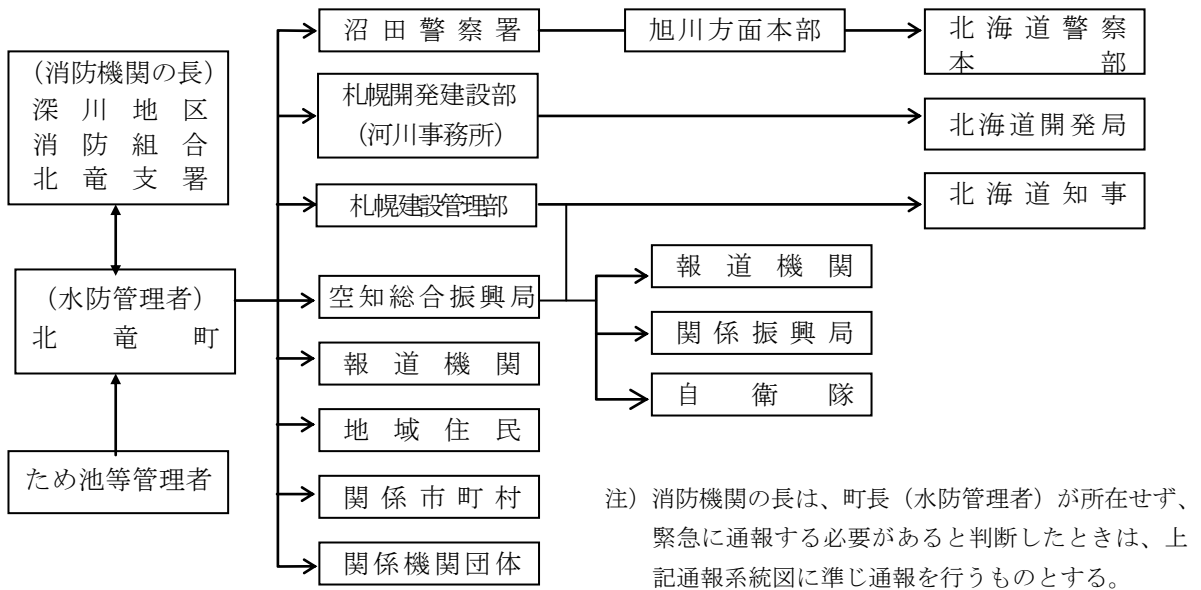 (消防機関の長)
深川地区
消防組合
北竜支署
(水防管理者)
北竜町
ため池等管理者
沼田警察署
札幌開発建設部
(河川事務所)
札幌建設管理部
空知総合振興局
報道機関
地域住民
関係市町村
関係機関団体
旭川方面本部
北海道警察
本部
北海道開発局
北海道知事
報道機関
関係振興局
自衛隊
注）消防機関の長は、町長（水防管理者）が所在せず、
緊急に通報する必要があると判断したときは、上
記通報系統図に準じ通報を行うものとする。